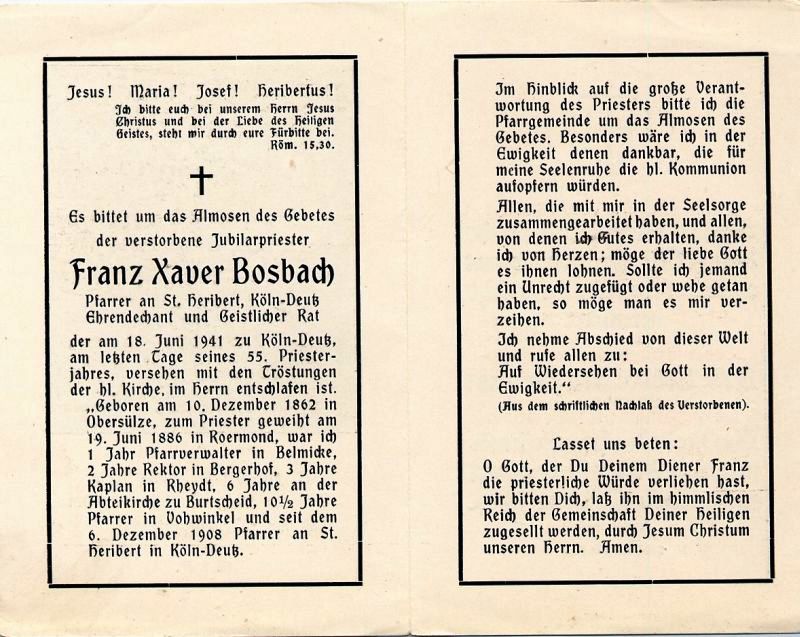 Jesus! Maria! Josef! Heribertus!
Ich bitte euch bei unserem Herrn Jesus
Christus und bei der Liebe des Heiligen
Geistes, steht mir durch eure Fürbitte bei.
Röm. 15,30.
Es bittet um das Almosen des Gebetes
der verstorbene Jubilarpriester
Franz Xaver Bosbach
Pfarrer an St. Heribert, Köln-Deutz
Ehrendechant und Geistlicher Rat
der am 18. Juni 1941 zu Köln-Deutz,
am letzten Tage seines 55. Priester-
jahres, versehen mit den Tröstungen
der hl. Kirche, im Herrn entschlafen ist.
„Geboren am 10. Dezember 1862 in
Obersülze, zum Priester geweiht am
19. Juni 1886 in Roermond, war ich
1 Jahr Pfarrverwalter in Belmicke,
2 Jahre Rektor in Bergerhof, 3 Jahre
Kaplan in Rheydt, 6 Jahre an der
Abteikirche zu Burtscheid, 10½ Jahre
Pfarrer in Vohwinkel und seit dem
6. Dezember 1908 Pfarrer an St.
Heribert in Köln-Deutz.
Im Hinblick auf die große Verant-
wortung des Priesters bitte ich die
Pfarrgemeinde um das Almosen des
Gebetes. Besonders wäre ich in der
Ewigkeit denen dankbar, die für
meine Seelenruhe die hl. Kommunion
aufopfern würden.
Allen, die mit mir in der Seelsorge
zusammengearbeitet haben, und allen,
von denen ich Gutes erhalten, danke
ich von Herzen; möge der liebe Gott
es ihnen lohnen. Sollte ich jemand
ein Unrecht zugefügt oder wehe getan
haben, so möge man es mir ver-
zeihen.
Ich nehme Abschied von dieser Welt
und rufe allen zu:
Auf Wiedersehen bei Gott in der
Ewigkeit.“
(Aus dem schriftlichen Nachlaß des Verstorbenen).
Lasset uns beten:
O Gott, der Du Deinem Diener Franz
die priesterliche Würde verliehen hast,
wir bitten Dich, laß ihn im himmlischen
Reich der Gemeinschaft Deiner Heiligen
zugesellt werden, durch Jesum Christum
unseren Herrn. Amen.